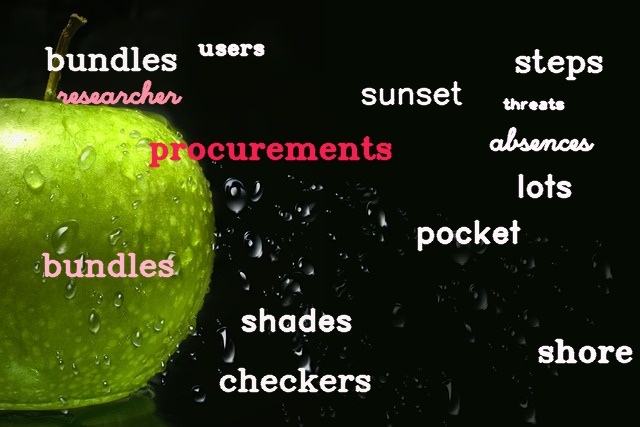 bundles
users
steps
researcher
sunset
threats
procurements
absences
lots
pocket
bundles
shades
shore
checkers